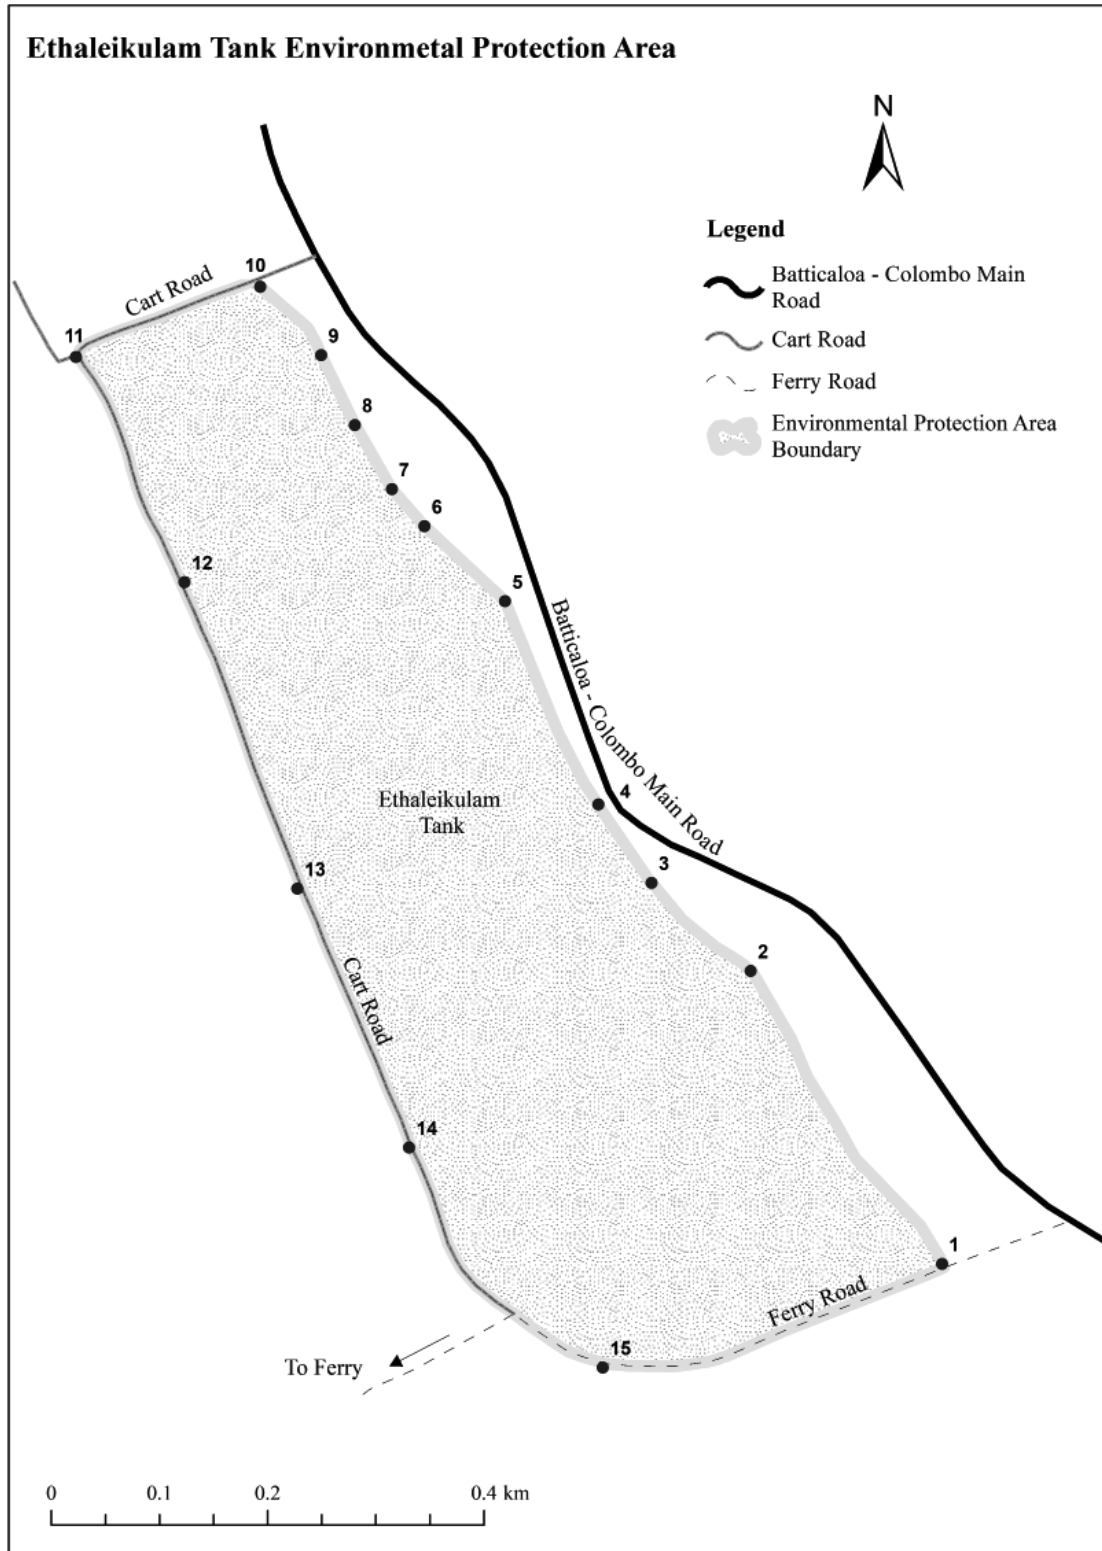 Ethaleikulam Tank Environmetal Protection Area
N
Legend
Batticaloa - Colombo Main
Road
Cart Road
Ferry Road
Environmental Protection Area
Boundary
10
Cart Road
11
9
8
7
6
12
5
Batticaloa - Colombo Main Road
Ethaleikulam
Tank
4
13
3
2
Cart Road
14
1
Ferry Road
15
To Ferry
0 0.1 0.2 0.4 km